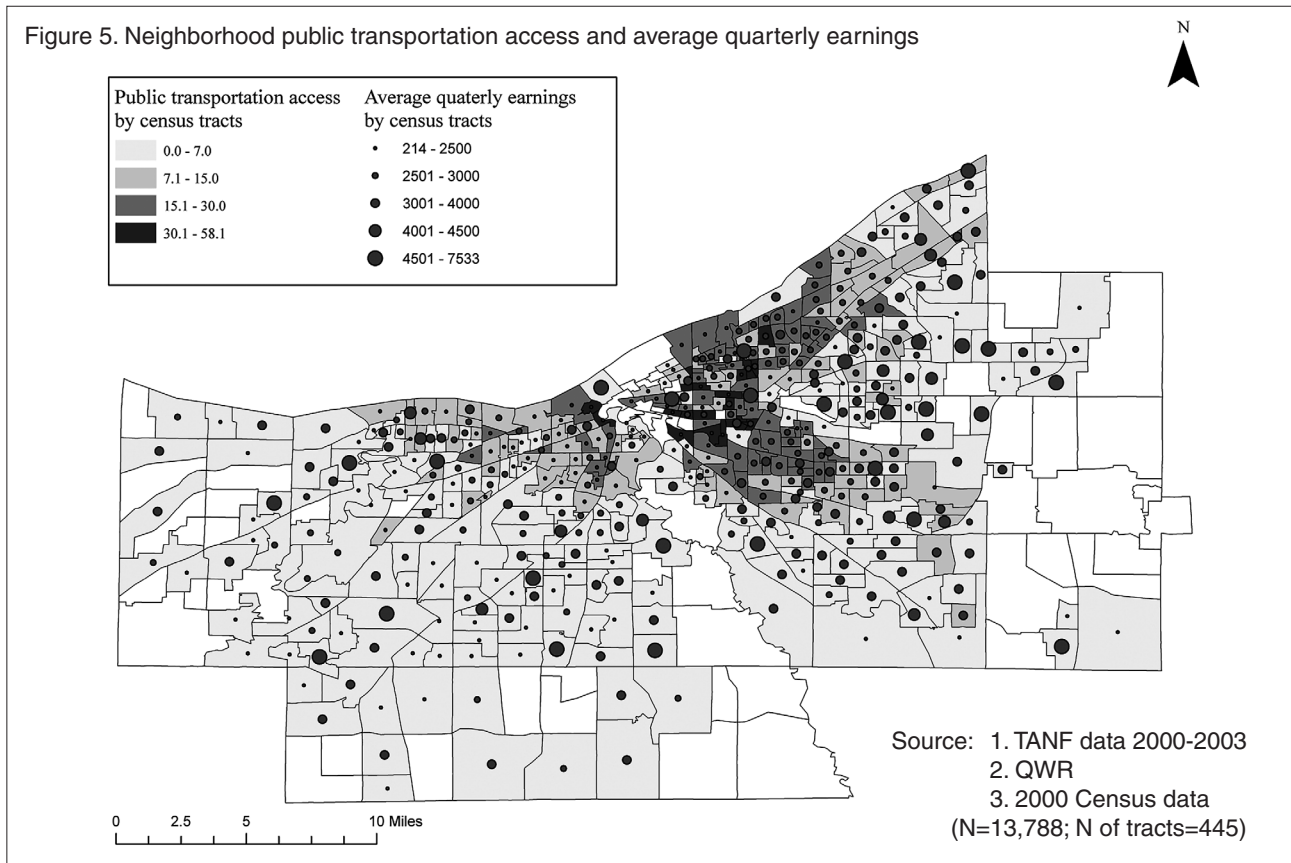 Figure 5. Neighborhood public transportation access and average quarterly earnings
N
Public transportation access
by census tracts
0.0 - 7.0
7.1 - 15.0
15.1 - 30.0
30.1 - 58.1
Average quaterly earnings
by census tracts
214 - 2500
2501 - 3000
3001 - 4000
4001 - 4500
4501 - 7533
Source: 1. TANF data 2000-2003
2. QWR
3. 2000 Census data
(N=13,788; N of tracts=445)
0 2.5 5 10 Miles